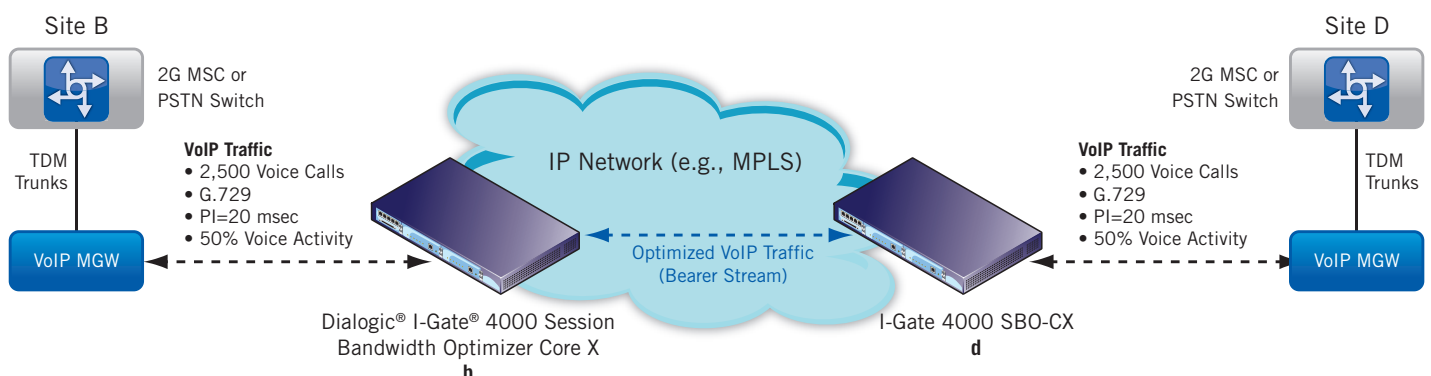 Site B
2G MSC or
PSTN Switch
TDM
Trunks
VoIP Traffic
• 2,500 Voice Calls
• G.729
• PI=20 msec
• 50% Voice Activity
VoIP MGW
IP Network (e.g., MPLS)
Optimized VoIP Traffic
(Bearer Stream)
Dialogic® I-Gate® 4000 Session
Bandwidth Optimizer Core X
b
I-Gate 4000 SBO-CX
d
Site D
2G MSC or
PSTN Switch
VoIP Traffic
• 2,500 Voice Calls
• G.729
• PI=20 msec
• 50% Voice Activity
TDM
Trunks
VoIP MGW